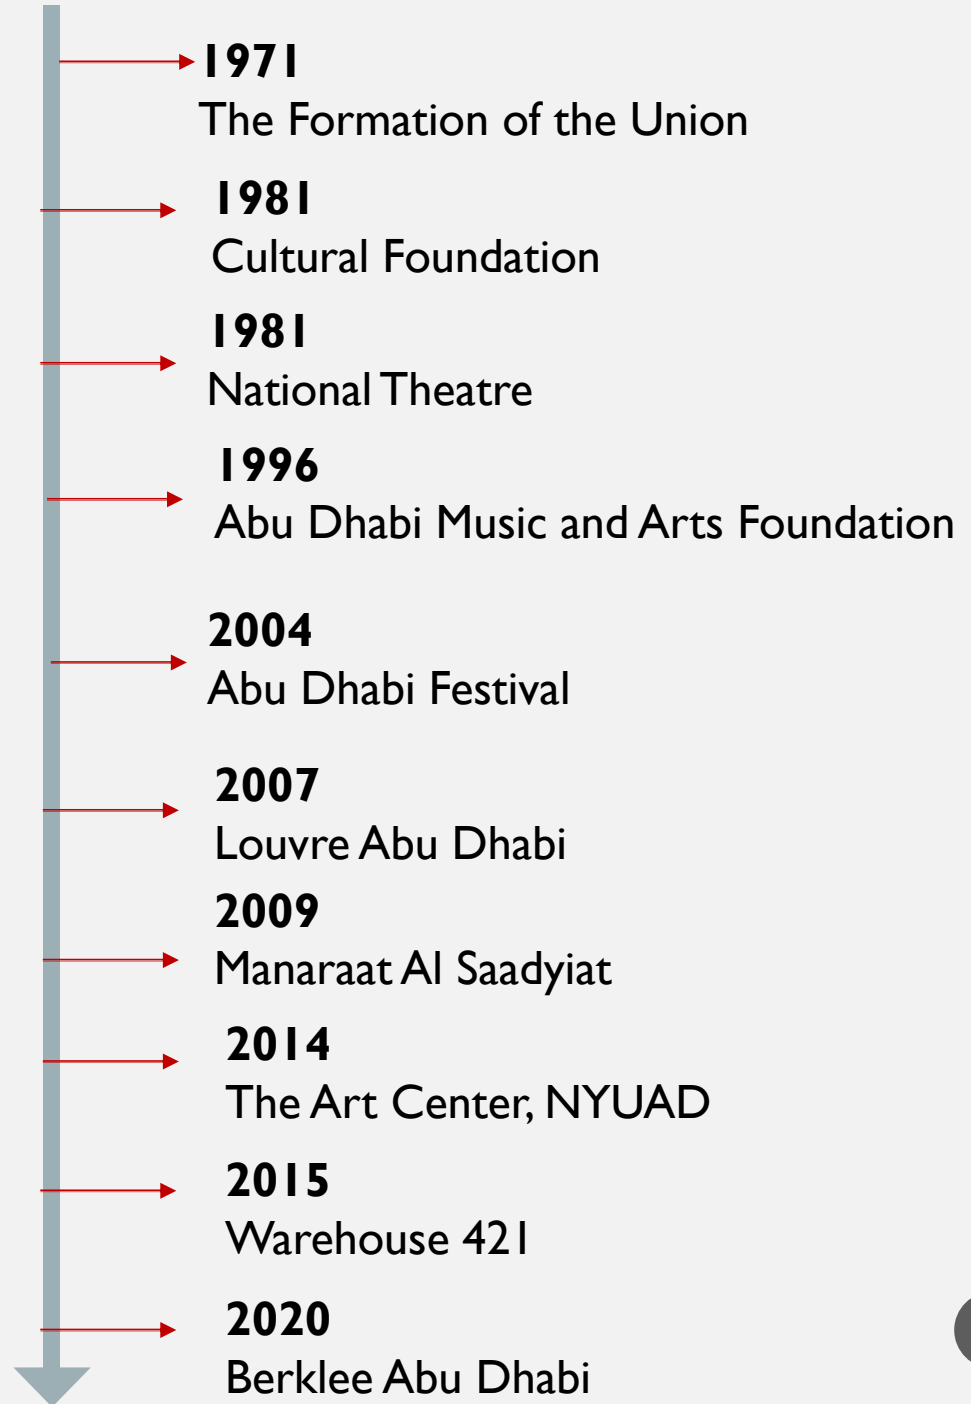 1971
The Formation of the Union
1981
Cultural Foundation
1981
National Theatre
1996
Abu Dhabi Music and Arts Foundation
2004
Abu Dhabi Festival
2007
Louvre Abu Dhabi
2009
Manaraat Al Saadyiat
2014
The Art Center, NYUAD
2015
Warehouse 421
2020
Berklee Abu Dhabi